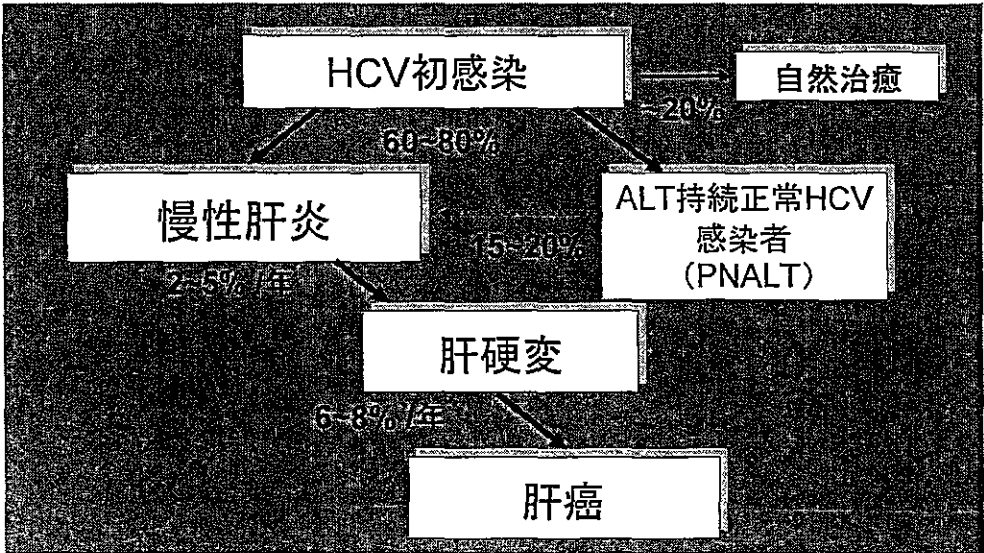 HCV初感染
自然治癒
~20%
60~80%
慢性肝炎
ALT持続正常HCV
感染者
(PNALT)
15~20%
2~5% /年
肝硬変
6~8% /年
肝癌